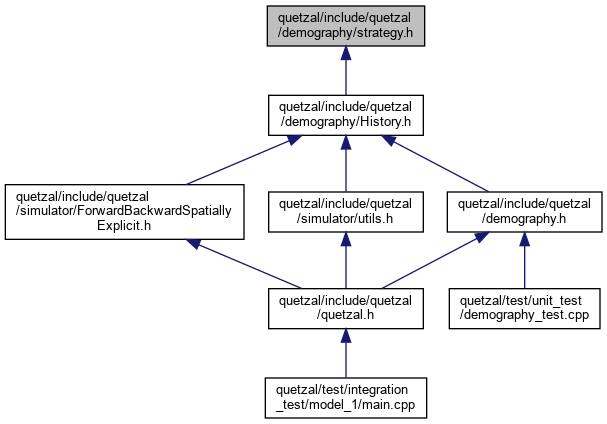 quetzal/include/quetzal
/demography/strategy.h
quetzal/include/quetzal
/demography/History.h
quetzal/include/quetzal
/simulator/ForwardBackwardSpatially
Explicit.h
quetzal/include/quetzal
/simulator/utils.h
quetzal/include/quetzal
/demography.h
quetzal/include/quetzal
/quetzal.h
quetzal/test/unit_test
/demography_test.cpp
quetzal/test/integration
_test/model_1/main.cpp